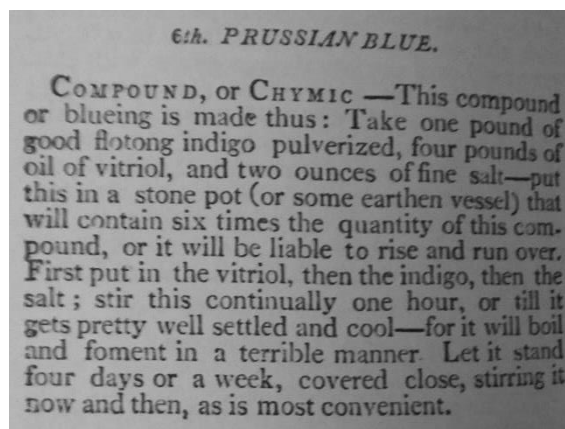 6th. PRUSSIAN BLUE.
COMPOUND, or CHYMIC —This compound
or blueing is made thus: Take one pound of
good flotong indigo pulverized, four pounds of
oil of vitriol, and two ounces of fine salt—put
this in a stone pot (or some earthen vessel) that
will contain six times the quantity of this com-
pound, or it will be liable to rise and run over.
First put in the vitriol, then the indigo, then the
salt; stir this continually one hour, or till it
gets pretty well settled and cool—for it will boil
and foment in a terrible manner. Let it stand
four days or a week, covered close, stirring it
now and then, as is most convenient.